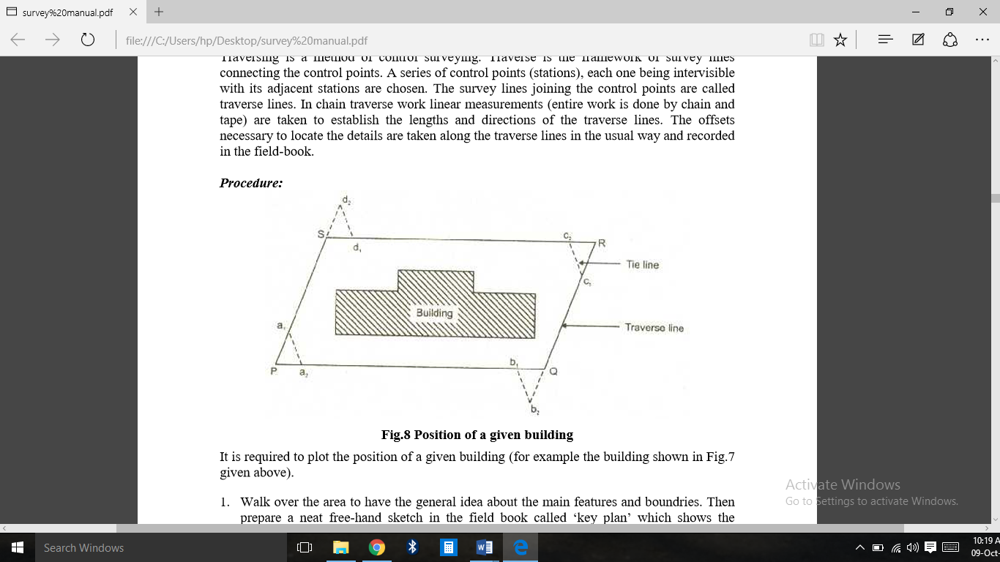 survey%20manual.pdf
file:///C:/Users/hp/Desktop/survey%20manual.pdf
Traversing is a method of control surveying. Traverse is the framework of survey lines
connecting the control points. A series of control points (stations), each one being intervisible
with its adjacent stations are chosen. The survey lines joining the control points are called
traverse lines. In chain traverse work linear measurements (entire work is done by chain and
tape) are taken to establish the lengths and directions of the traverse lines. The offsets
necessary to locate the details are taken along the traverse lines in the usual way and recorded
in the field-book.
Procedure:
d₂
S
d₁
c₂
R
Tie line
c₁
Building
a₁
Traverse line
P
a₂
b₁
Q
b₂
Fig.8 Position of a given building
It is required to plot the position of a given building (for example the building shown in Fig.7
given above).
1. Walk over the area to have the general idea about the main features and boundries. Then
prepare a neat free-hand sketch in the field book called ‘key plan’ which shows the
Activate Windows
Go to Settings to activate Windows.
Search Windows
10:19 A
09-Oct-